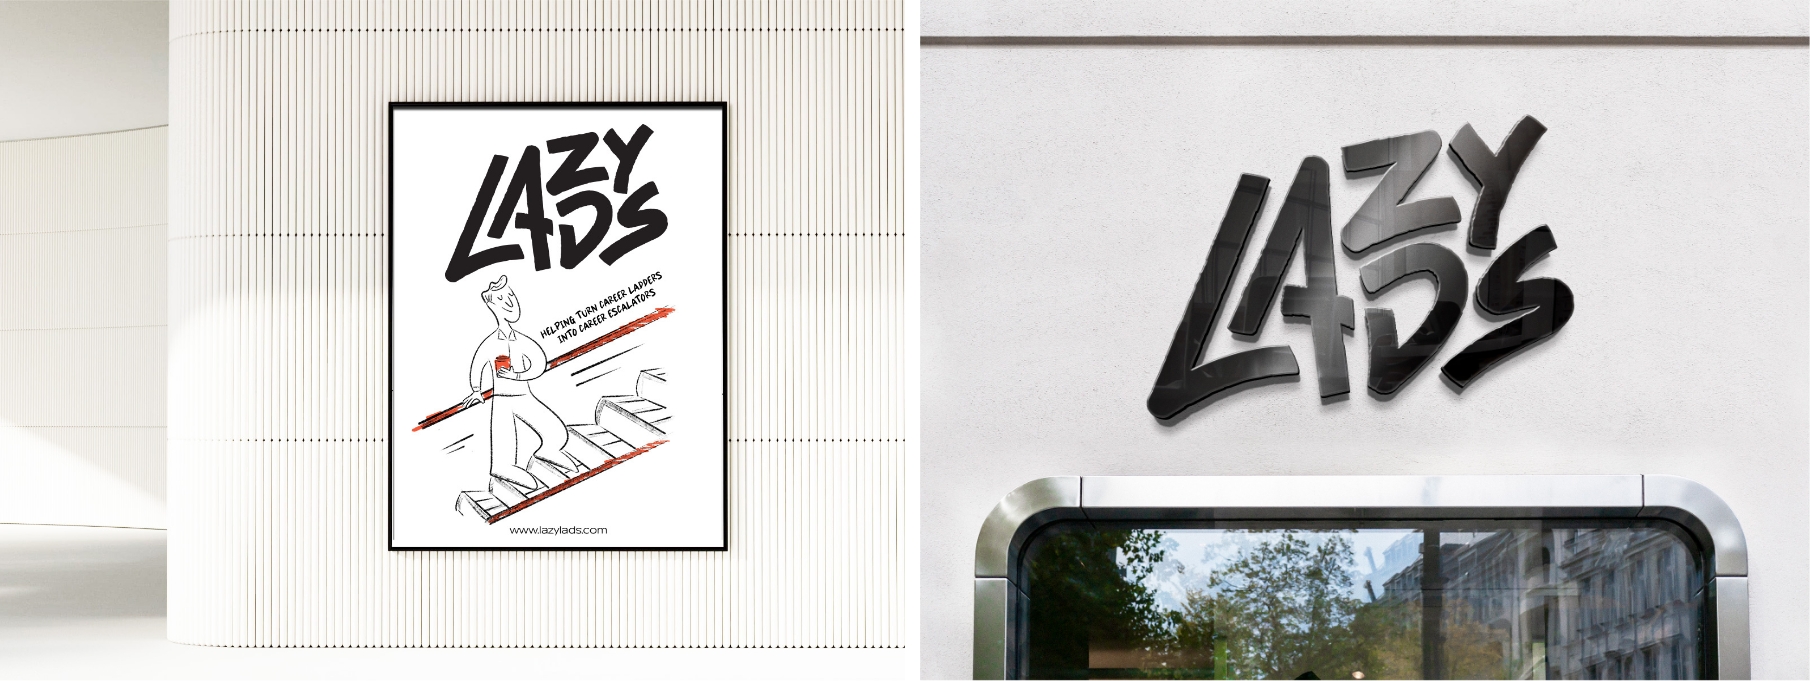 LAZY
LADS
HELPING TURN CAREER LADDERS
INTO CAREER ESCALATORS
www.lazylads.com
LAZY
LADS